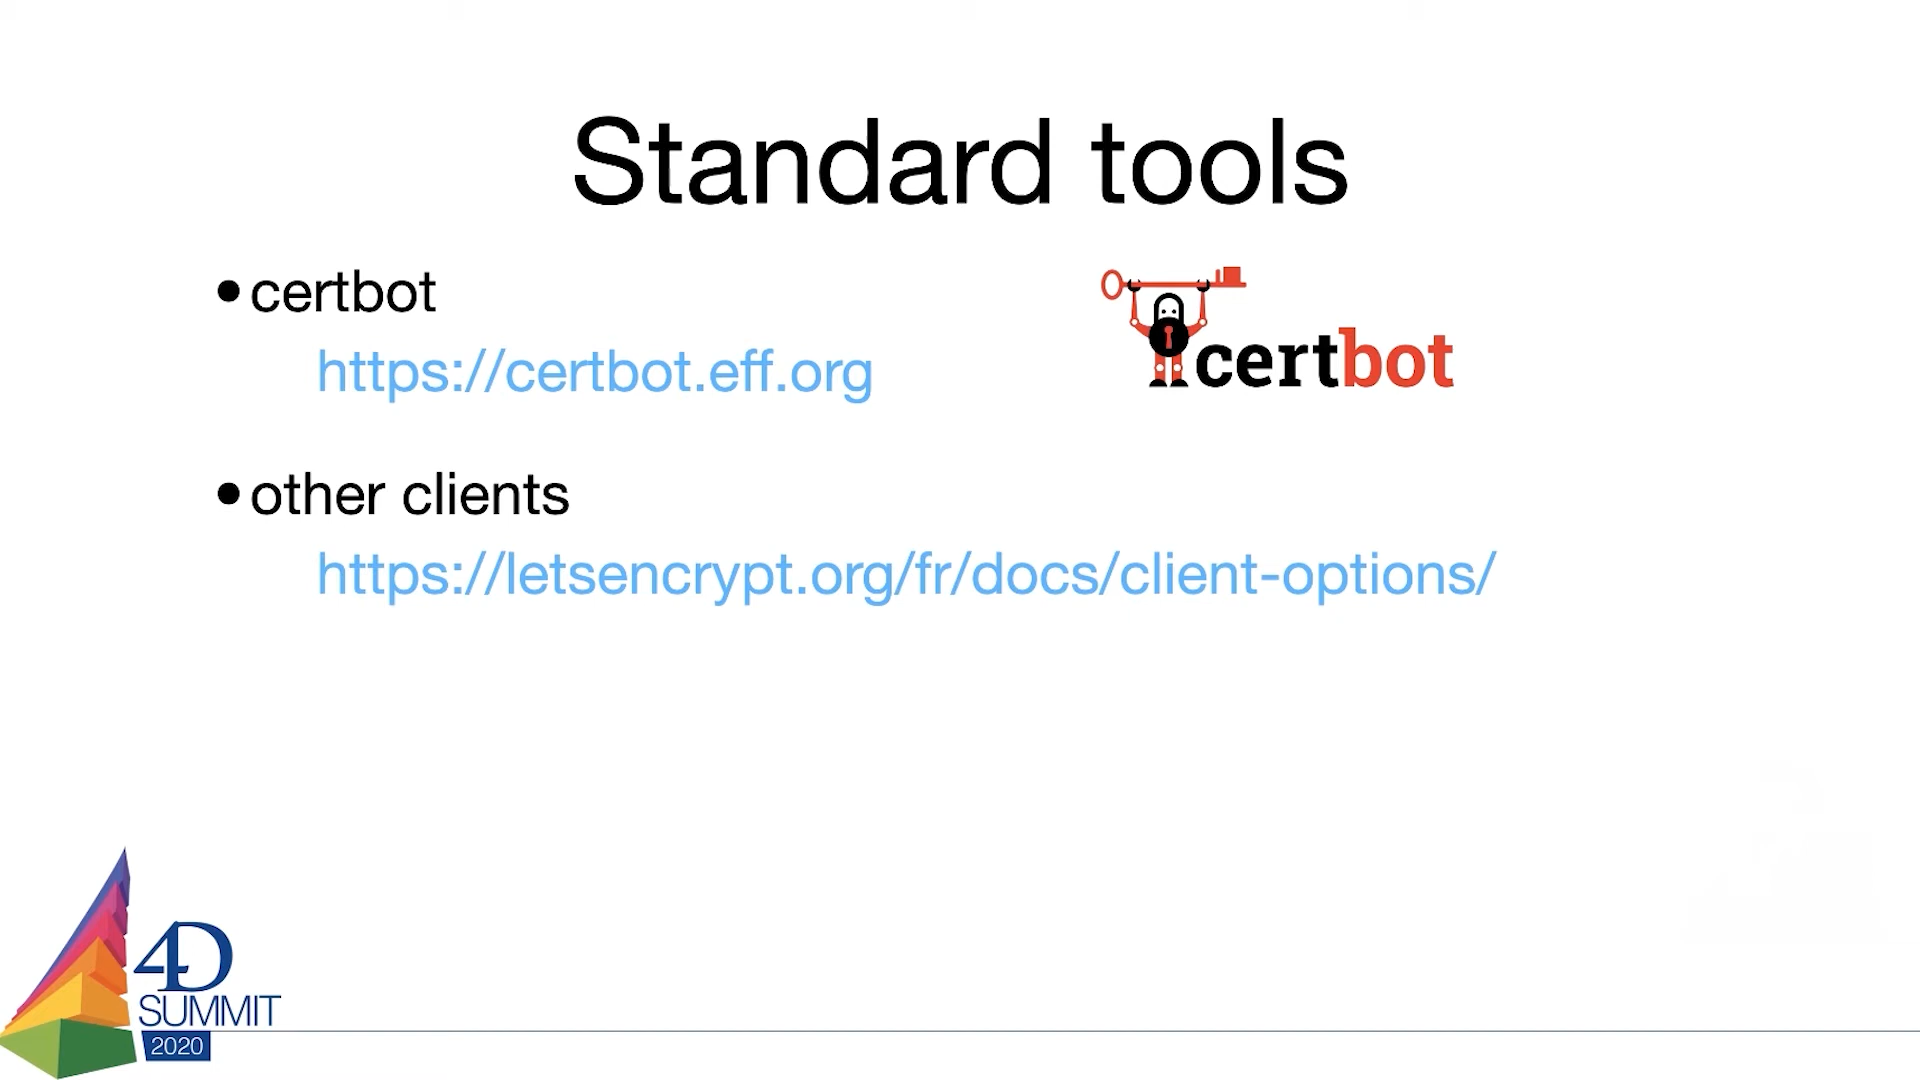 Standard tools
•certbot
https://certbot.eff.org
certbot
•other clients
https://letsencrypt.org/fr/docs/client-options/
4D
SUMMIT
2020